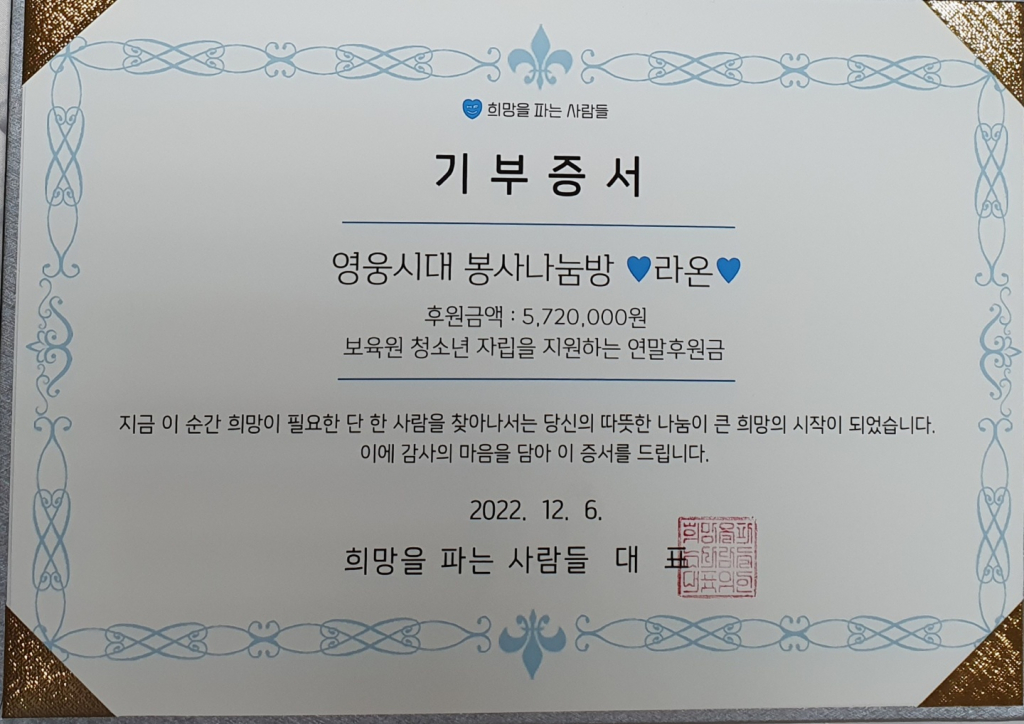 희망을 파는 사람들
기부증서
영웅시대 봉사나눔방 💙라온💙
후원금액 : 5,720,000원
보육원 청소년 자립을 지원하는 연말후원금
지금 이 순간 희망이 필요한 단 한 사람을 찾아나서는 당신의 따뜻한 나눔이 큰 희망의 시작이 되었습니다.
이에 감사의 마음을 담아 이 증서를 드립니다.
2022. 12. 6.
희망을 파는 사람들 대 표